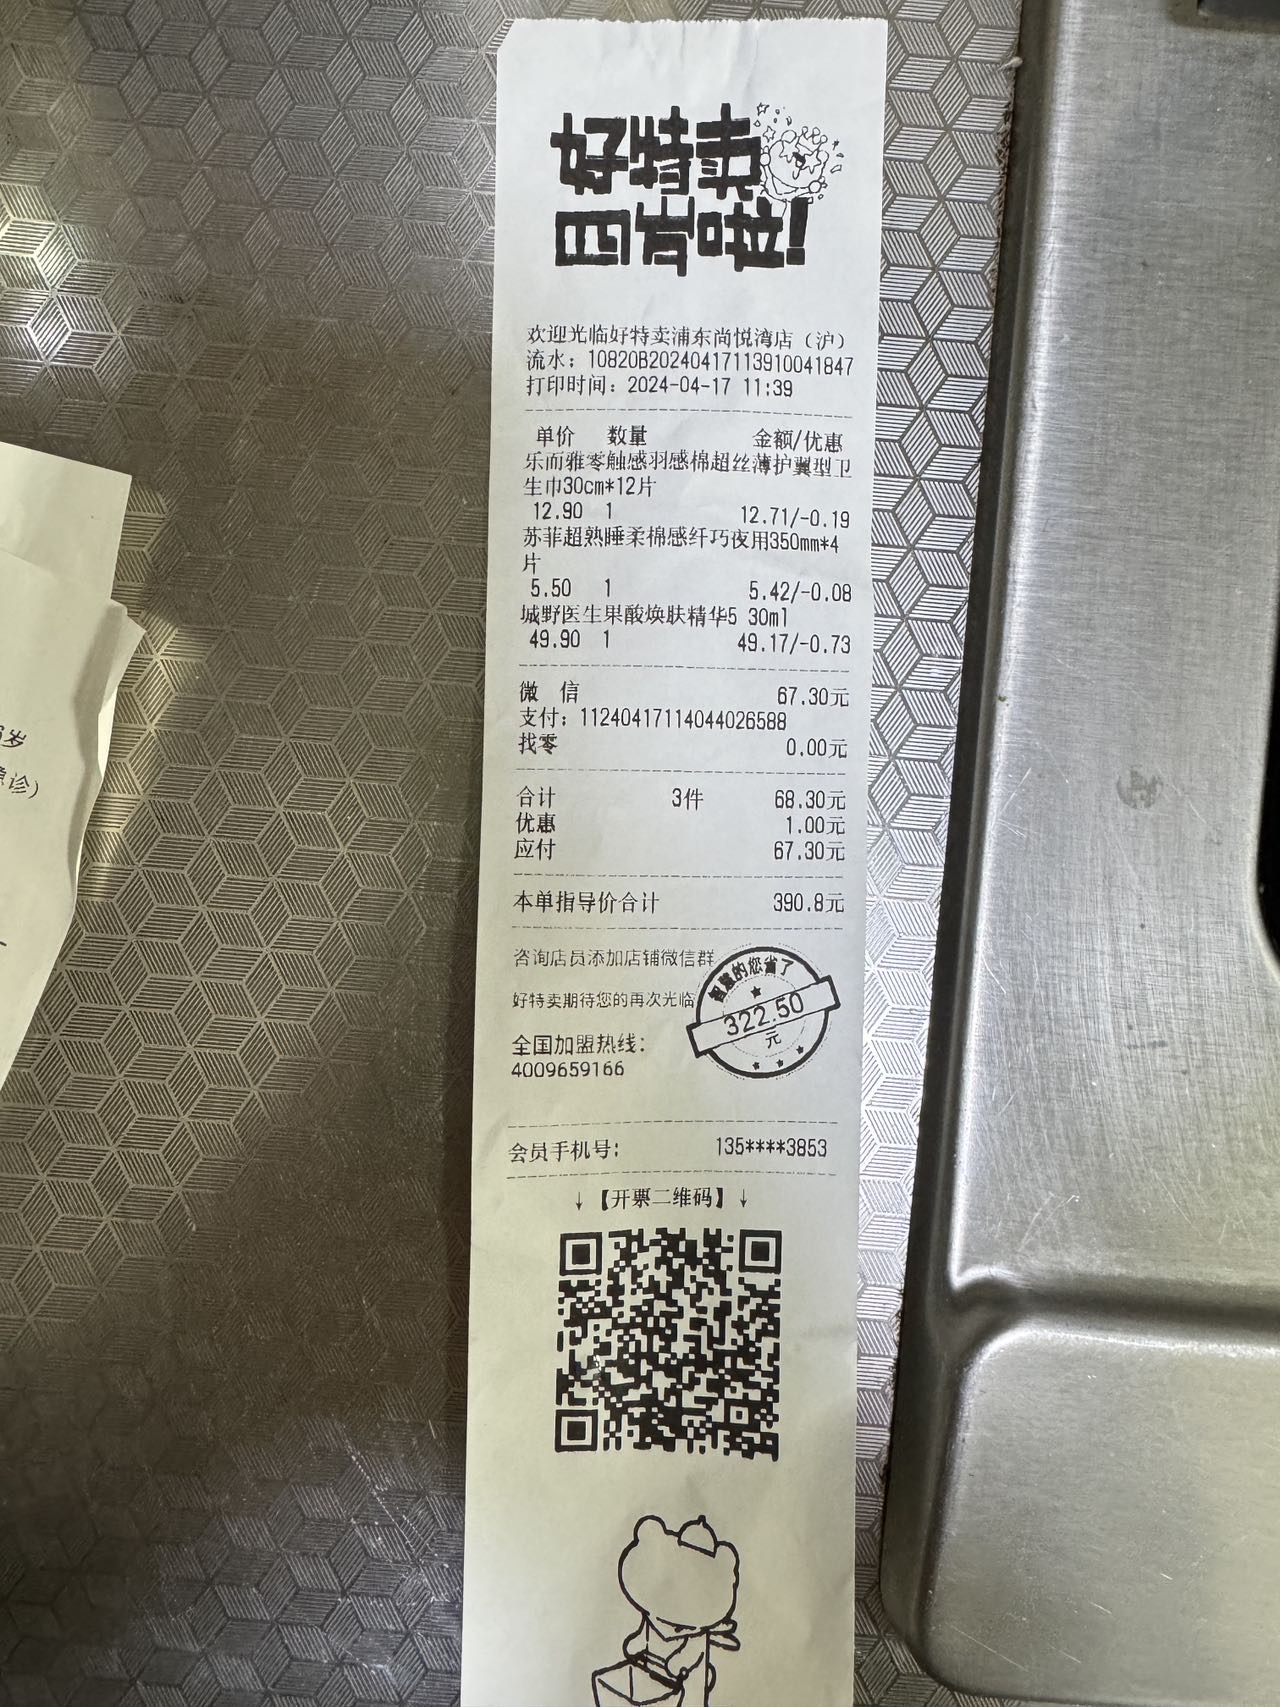 欢迎光临好特卖浦东尚悦湾店（沪）
流水：10820B20240417113910041847
打印时间：2024-04-17 11:39
单价 数量 金额/优惠
乐而雅零触感羽感棉超丝薄护翼型卫
生巾30cm*12片
12.90 1 12.71/-0.19
苏菲超熟睡柔棉感纤巧夜用350mm*4
片
5.50 1 5.42/-0.08
城野医生果酸焕肤精华5 30ml
49.90 1 49.17/-0.73
微 信 67.30元
支付：11240417114044026588
找零 0.00元
合计 3件 68.30元
优惠 1.00元
应付 67.30元
本单指导价合计 390.8元
咨询店员添加店铺微信群
好特卖期待您的再次光临
智慧的您省了
322.50
元
全国加盟热线：
4009659166
会员手机号： 135****3853
↓【开票二维码】↓
岁
急诊）